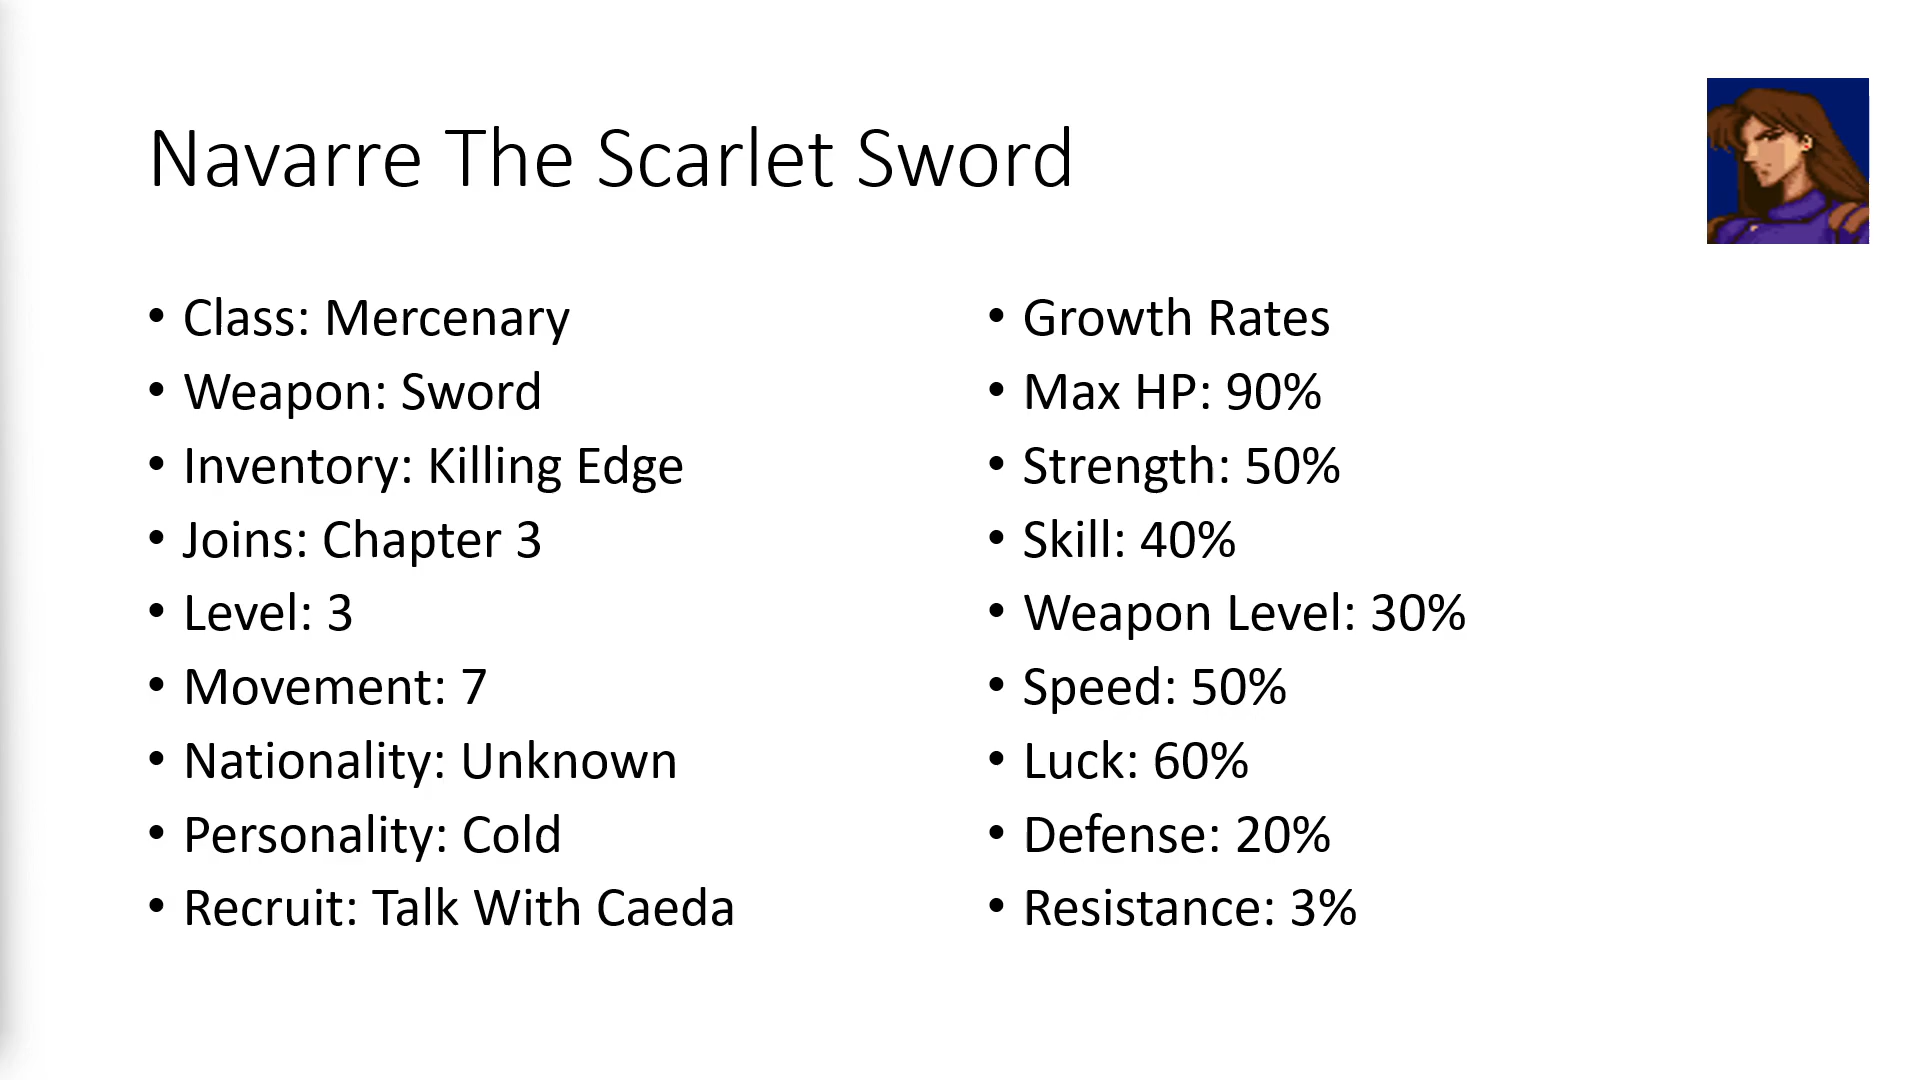 Navarre The Scarlet Sword
• Class: Mercenary
• Weapon: Sword
• Inventory: Killing Edge
• Joins: Chapter 3
• Level: 3
• Movement: 7
• Nationality: Unknown
• Personality: Cold
• Recruit: Talk With Caeda
• Growth Rates
• Max HP: 90%
• Strength: 50%
• Skill: 40%
• Weapon Level: 30%
• Speed: 50%
• Luck: 60%
• Defense: 20%
• Resistance: 3%